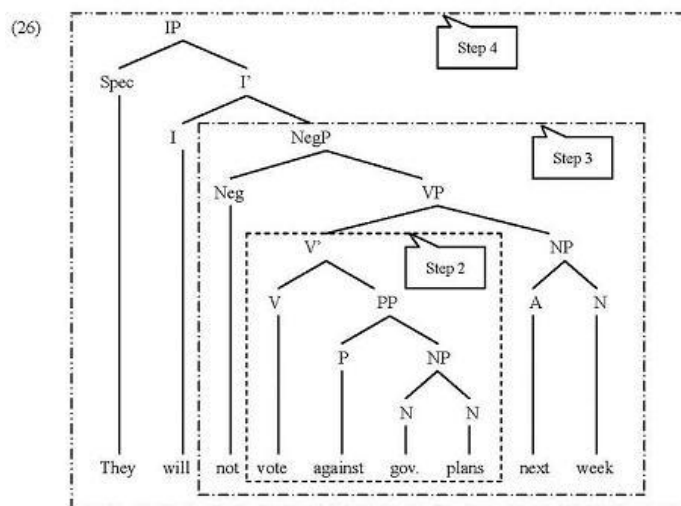 (26)
IP
Step 4
Spec I'
I NegP
Step 3
Neg VP
V' NP
Step 2
V PP A N
P NP
N N
They will not vote against gov. plans next week